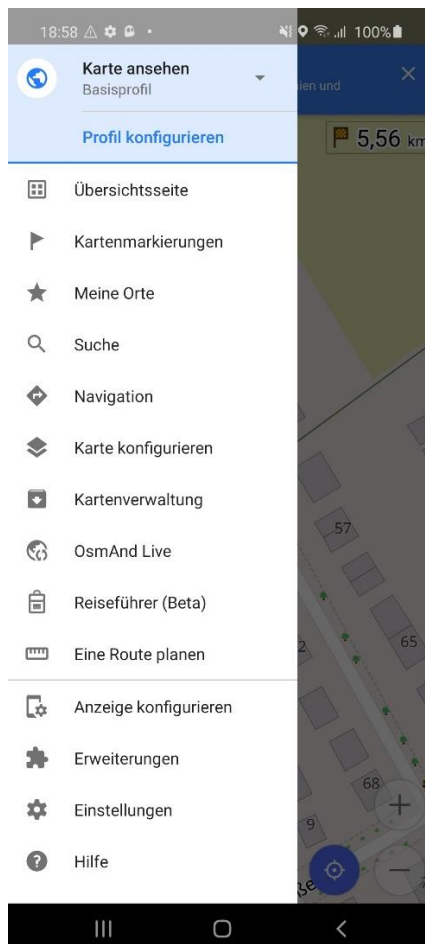 18:58 100%
Karte ansehen
Basisprofil
Profil konfigurieren
en und
5,56 km
Übersichtsseite
Kartenmarkierungen
Meine Orte
Suche
Navigation
Karte konfigurieren
Kartenverwaltung
57
OsmAnd Live
Reiseführer (Beta)
65
2
Eine Route planen
Anzeige konfigurieren
Erweiterungen
68
Einstellungen
9
Hilfe
ße